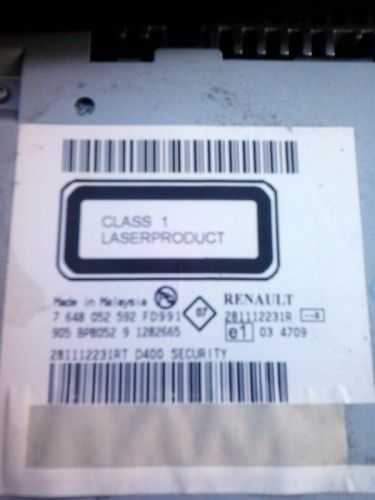 CLASS 1
LASERPRODUCT
Made in Malaysia
07
RENAULT
7 648 052 592 FD991
281112231R
905 BP8052 9 1282665
e1 03 4709
281112231RT D400 SECURITY